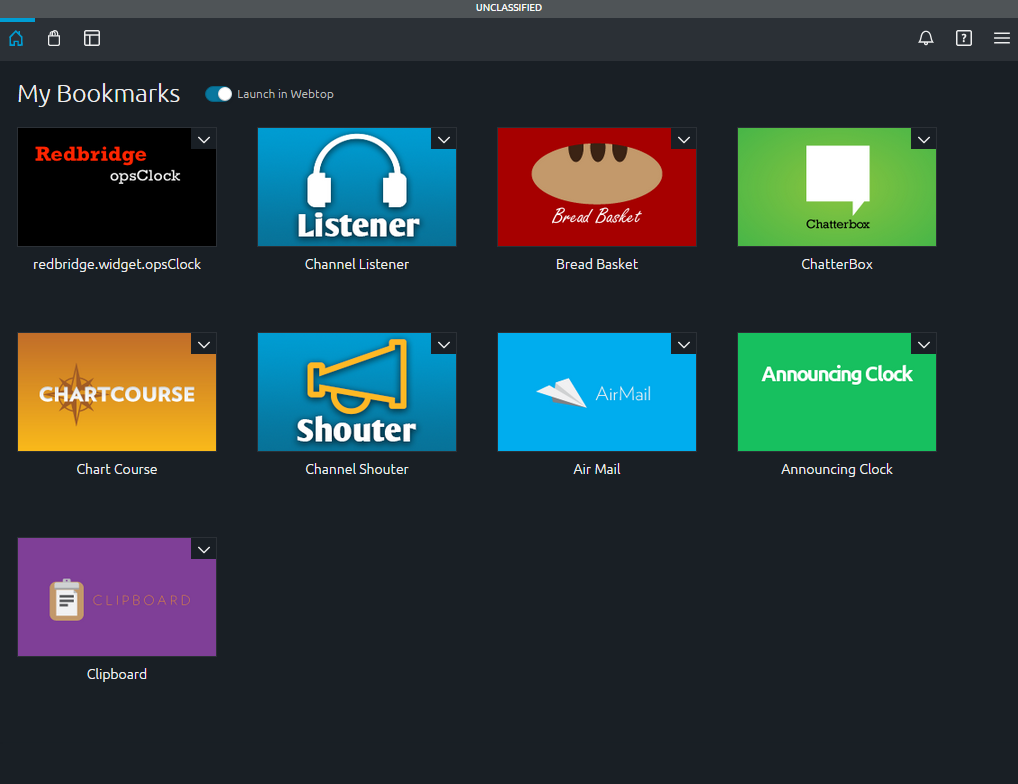 UNCLASSIFIED
My Bookmarks
Launch in Webtop
Redbridge
opsClock
Listener
Bread Basket
Chatterbox
redbridge.widget.opsClock
Channel Listener
Bread Basket
ChatterBox
CHARTCOURSE
Shouter
AirMail
Announcing Clock
Chart Course
Channel Shouter
Air Mail
Announcing Clock
CLIPBOARD
Clipboard